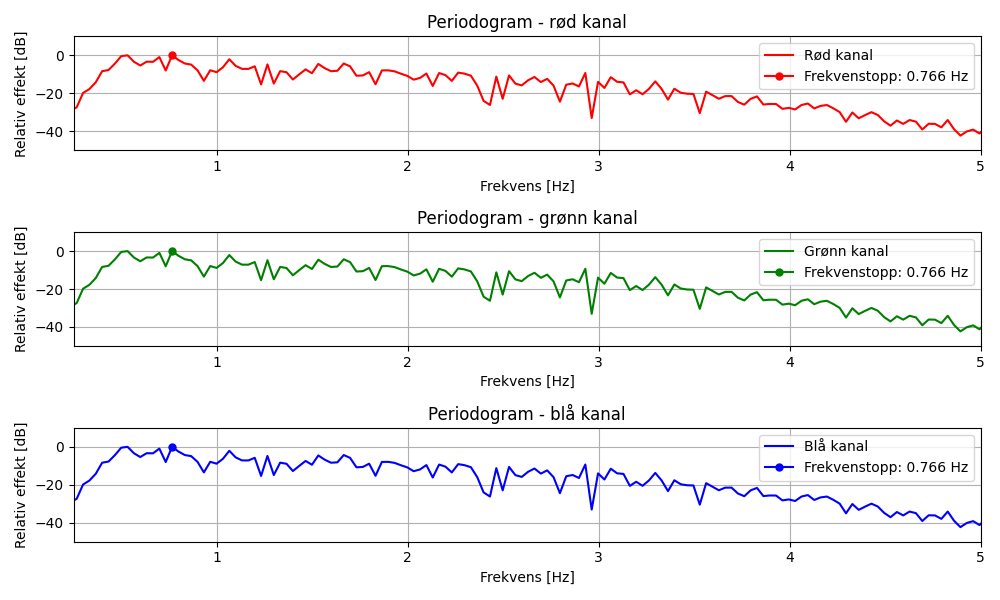 Periodogram - rød kanal
Relativ effekt [dB]
0
−20
−40
Rød kanal
Frekvenstopp: 0.766 Hz
1 2 3 4 5
Frekvens [Hz]
Periodogram - grønn kanal
Relativ effekt [dB]
0
−20
−40
Grønn kanal
Frekvenstopp: 0.766 Hz
1 2 3 4 5
Frekvens [Hz]
Periodogram - blå kanal
Relativ effekt [dB]
0
−20
−40
Blå kanal
Frekvenstopp: 0.766 Hz
1 2 3 4 5
Frekvens [Hz]